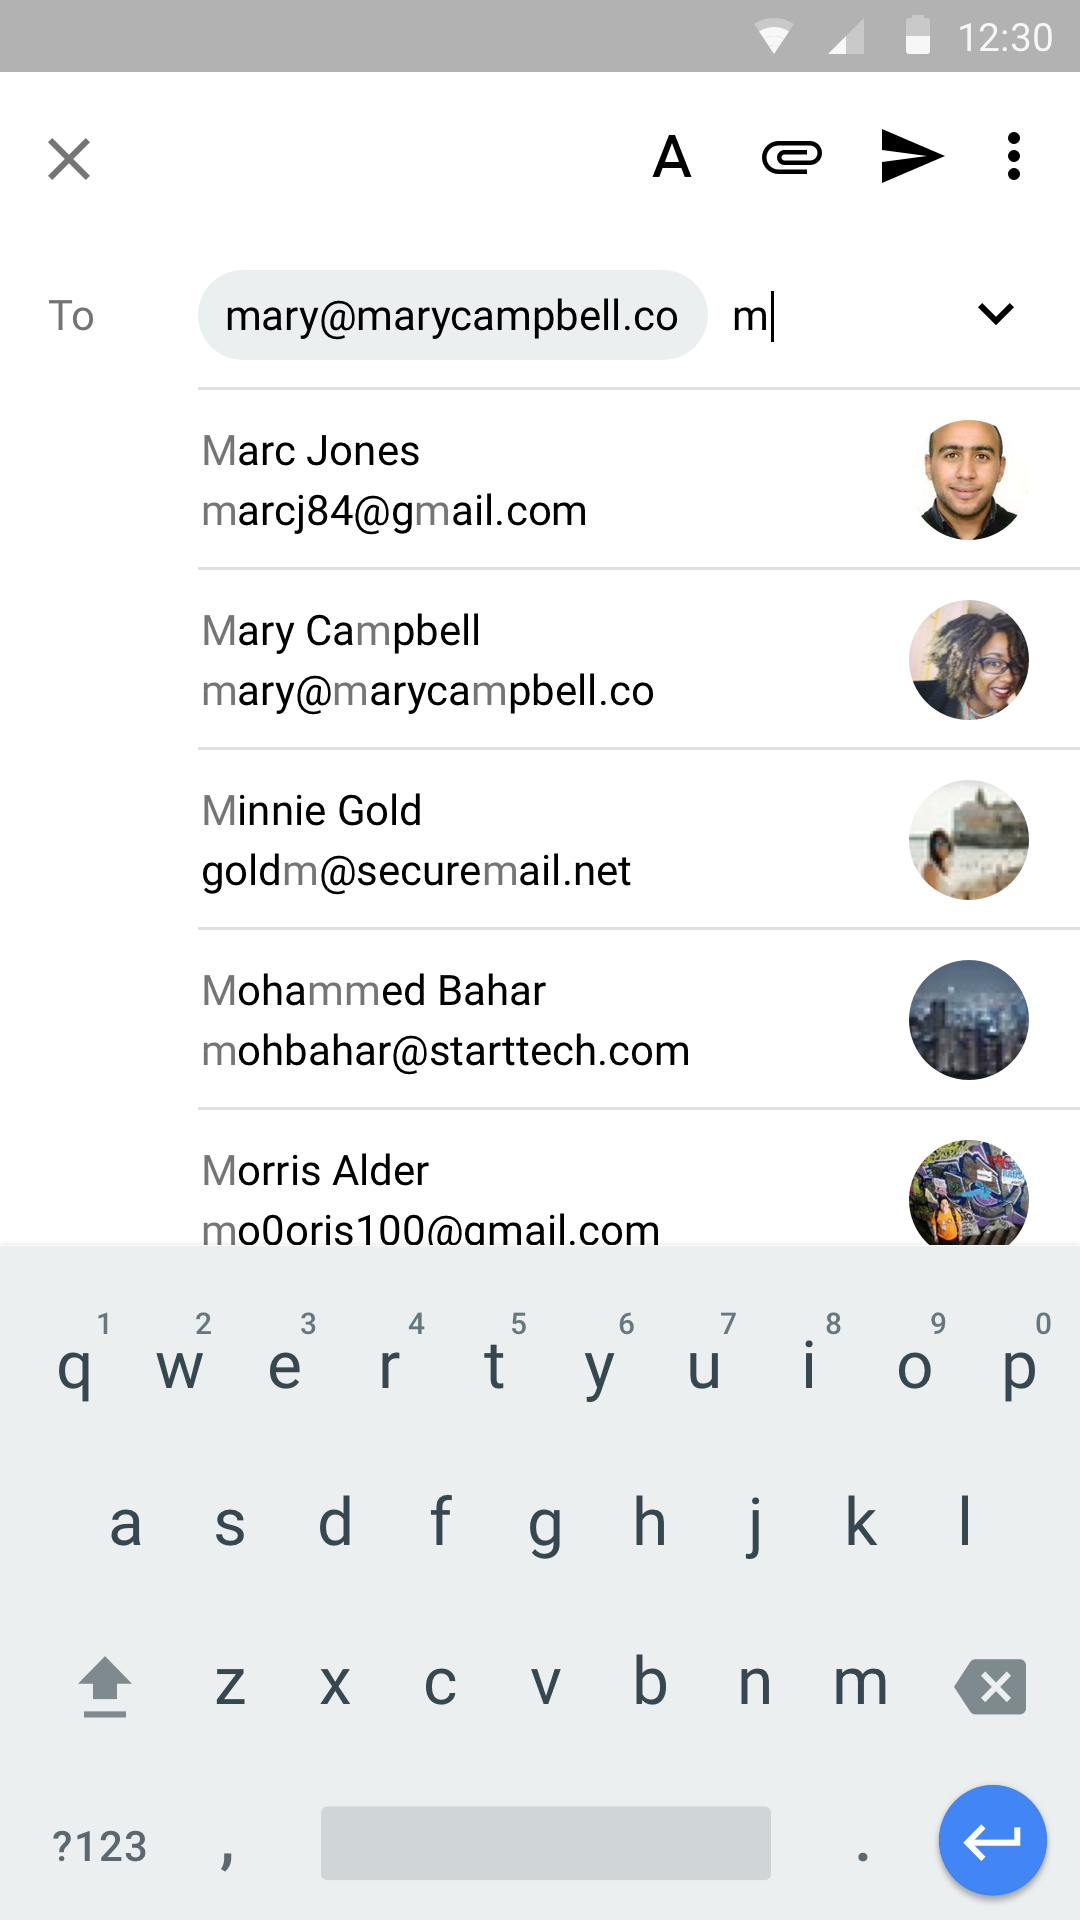 12:30
A
To mary@marycampbell.co m
Marc Jones
marcj84@gmail.com
Mary Campbell
mary@marycampbell.co
Minnie Gold
goldm@securemail.net
Mohammed Bahar
mohbahar@starttech.com
Morris Alder
mo0oris100@gmail.com
1 2 3 4 5 6 7 8 9 0
q w e r t y u i o p
a s d f g h j k l
z x c v b n m
?123 , .